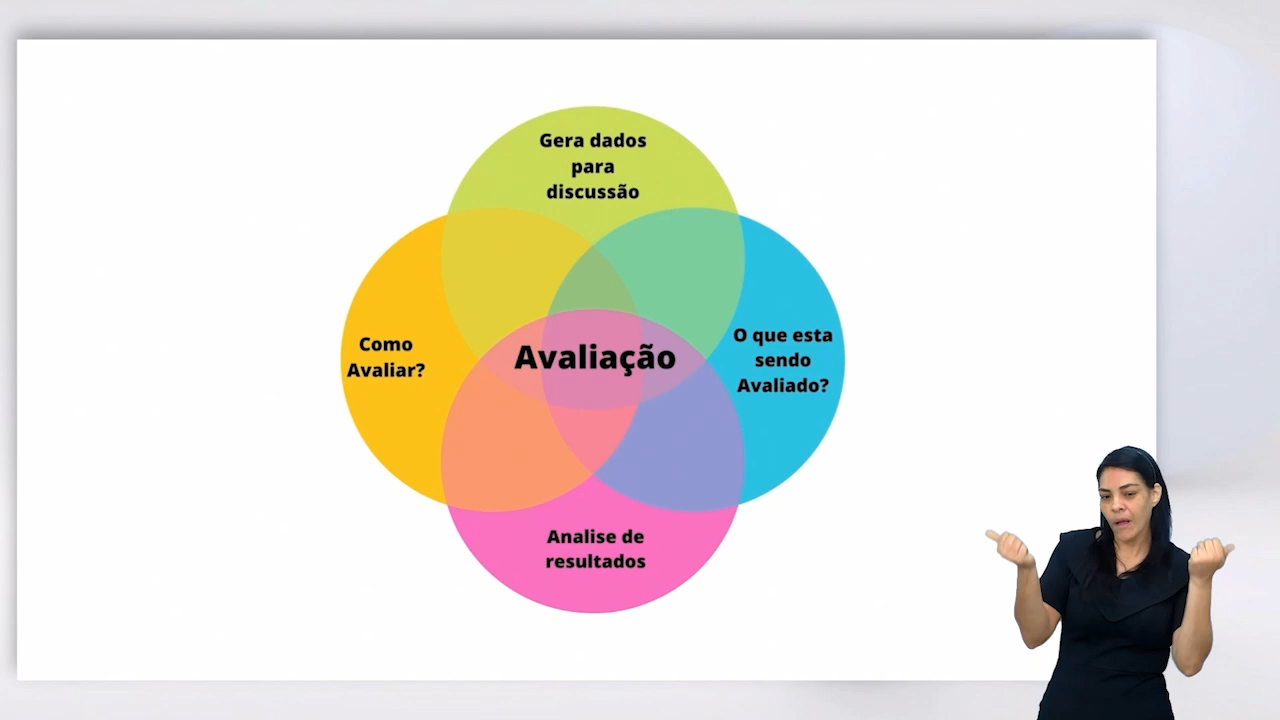 Gera dados
para
discussão
Como
Avaliar?
Avaliação
O que esta
sendo
Avaliado?
Analise de
resultados